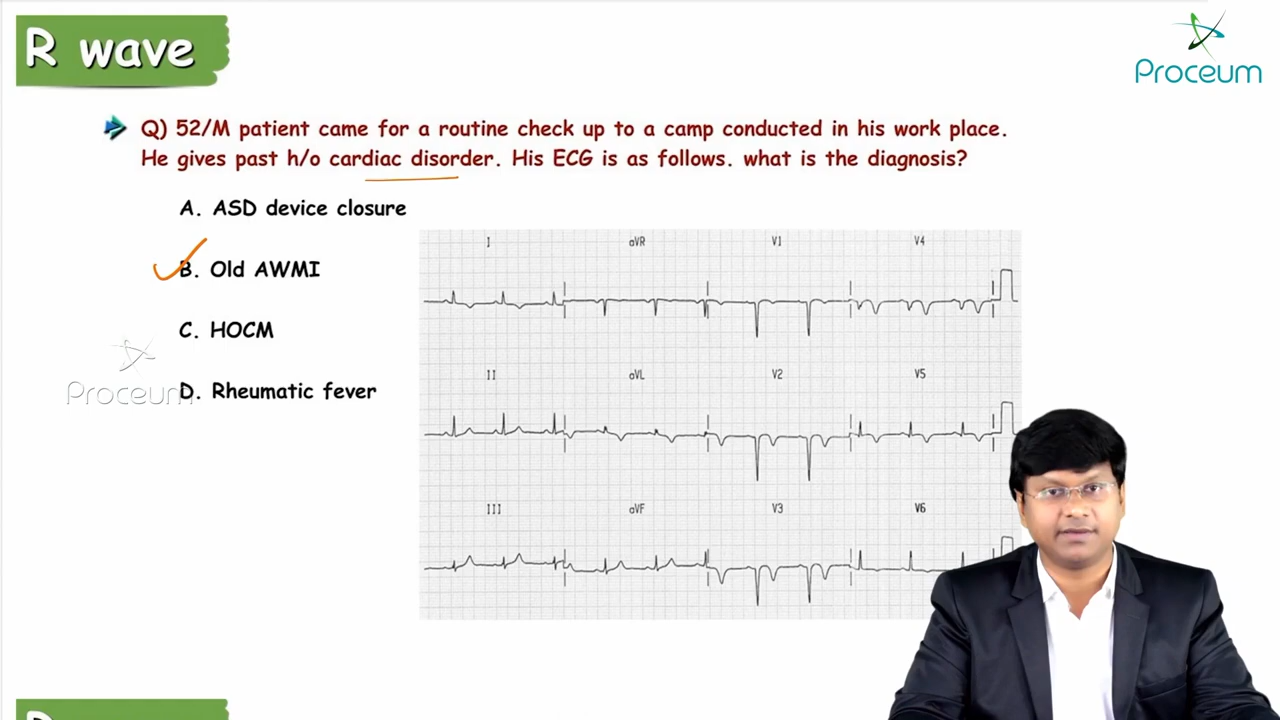 R wave
Proceum
Q) 52/M patient came for a routine check up to a camp conducted in his work place.
He gives past h/o cardiac disorder. His ECG is as follows. what is the diagnosis?
A. ASD device closure
B. Old AWMI
C. HOCM
D. Rheumatic fever
Proceum
I aVR V1 V4
II aVL V2 V5
III aVF V3 V6